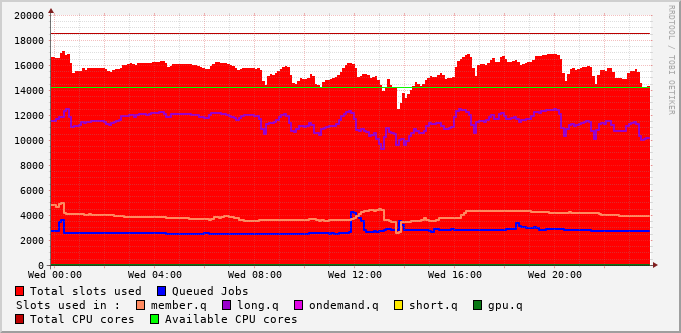 RRDTOOL / TOBI OETIKER
20000
18000
16000
14000
12000
10000
8000
6000
4000
2000
0
Wed 00:00 Wed 04:00 Wed 08:00 Wed 12:00 Wed 16:00 Wed 20:00
Total slots used Queued Jobs
Slots used in : member.q long.q ondemand.q short.q gpu.q
Total CPU cores Available CPU cores